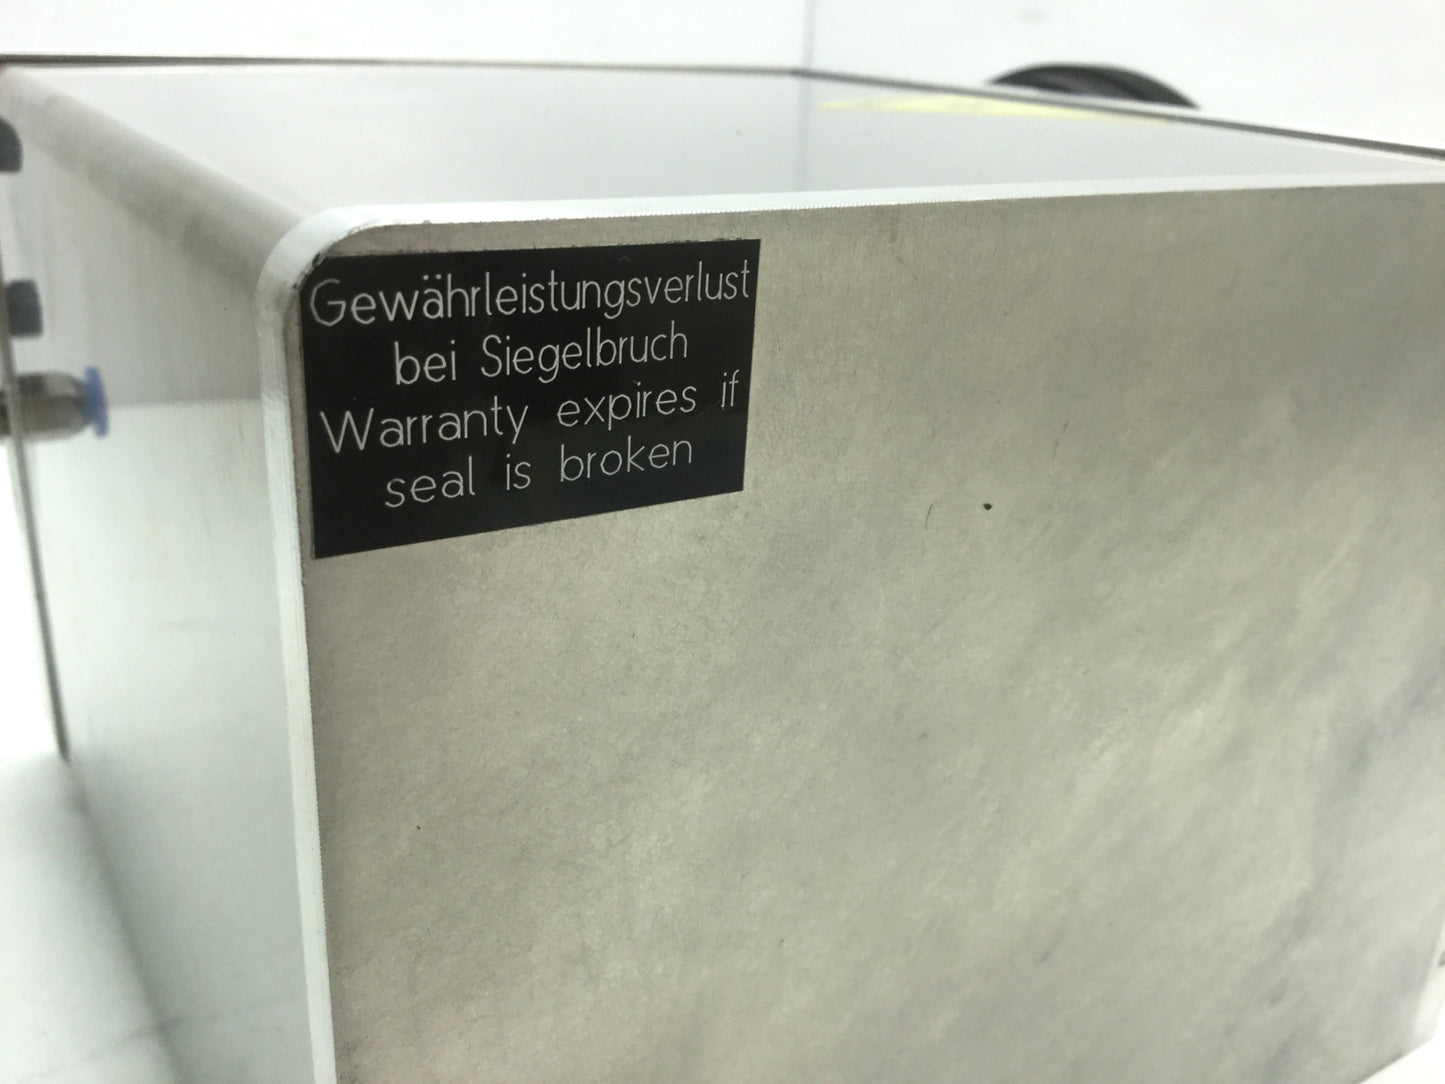 Gewährleistungsverlust
bei Siegelbruch
Warranty expires if
seal is broken